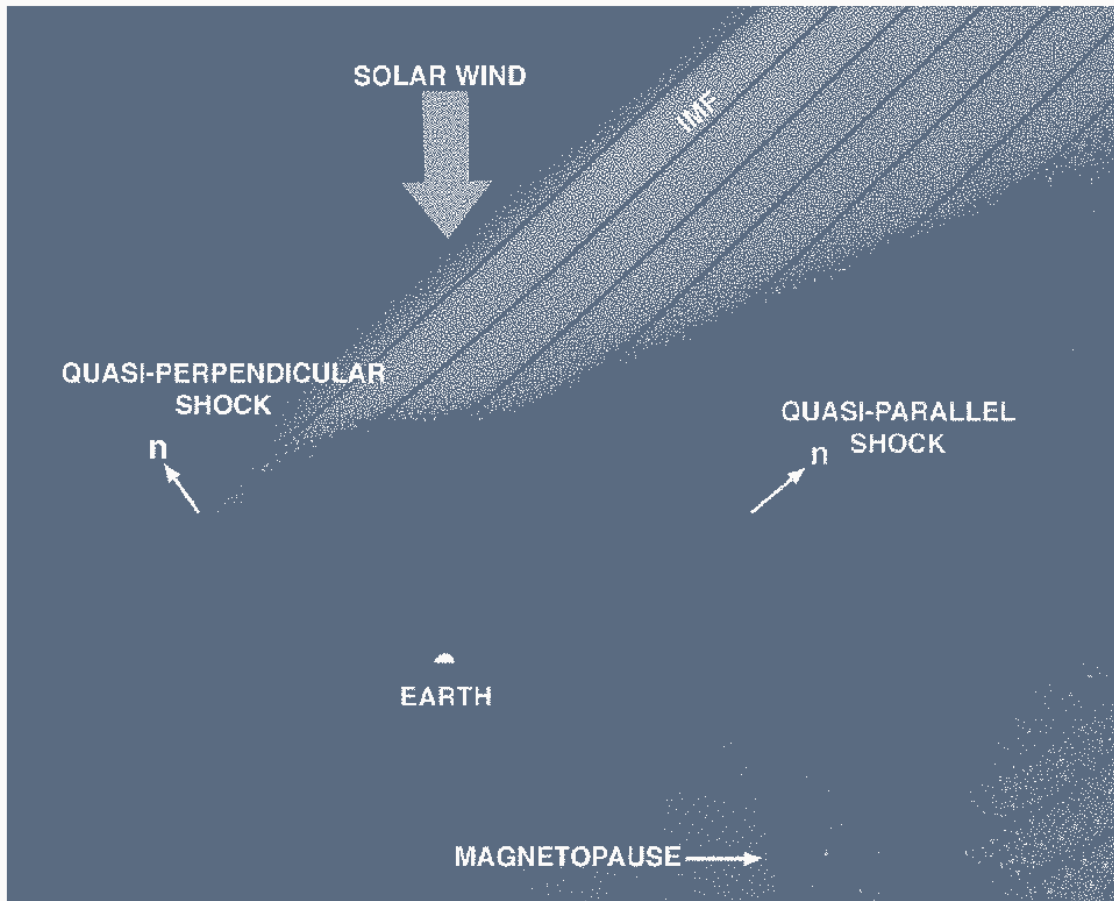 SOLAR WIND
IMF
QUASI-PERPENDICULAR
SHOCK
n
QUASI-PARALLEL
SHOCK
n
EARTH
MAGNETOPAUSE